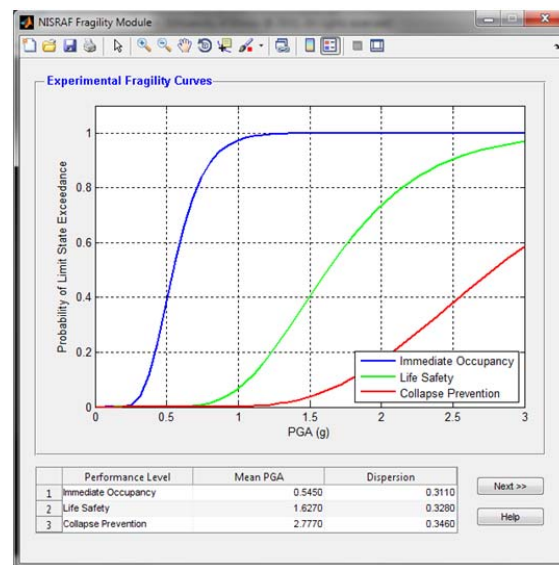 NISRAF Fragility Module
Experimental Fragility Curves
Probability of Limit State Exceedance
1
0.8
0.6
0.4
0.2
0
0 0.5 1 1.5 2 2.5 3
PGA (g)
Immediate Occupancy
Life Safety
Collapse Prevention
Performance Level Mean PGA Dispersion
1 Immediate Occupancy 0.5450 0.3110
2 Life Safety 1.6270 0.3280
3 Collapse Prevention 2.7770 0.3460
Next >>
Help